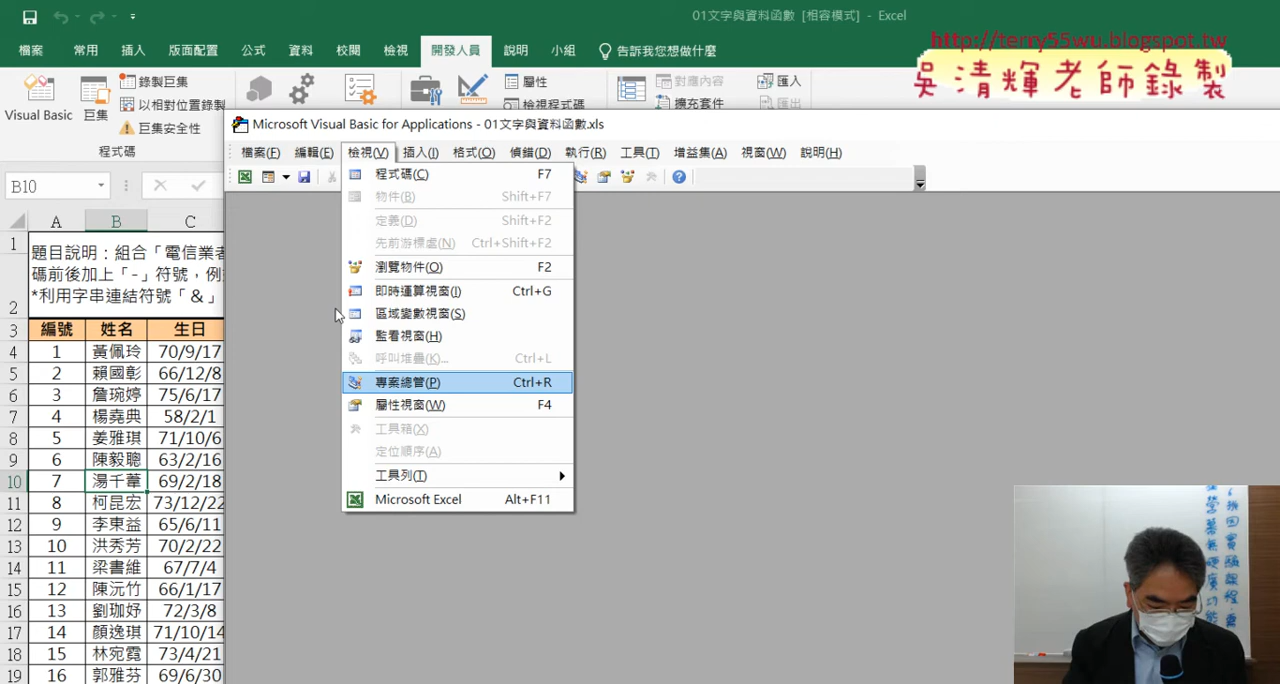 01文字與資料函數 [相容模式] - Excel
檔案 常用 插入 版面配置 公式 資料 校閱 檢視 開發人員 說明 小組 告訴我您想做什麼
http://terry55wu.blogspot.tw
吳清輝老師錄製
Visual Basic 巨集 錄製巨集 屬性 對應內容 匯入
以相對位置錄製 檢視程式碼 擴充套件 匯出
巨集安全性
程式碼
Microsoft Visual Basic for Applications - 01文字與資料函數.xls
檔案(F) 編輯(E) 檢視(V) 插入(I) 格式(O) 偵錯(D) 執行(R) 工具(T) 增益集(A) 視窗(W) 說明(H)
程式碼(C) F7
物件(B) Shift+F7
定義(D) Shift+F2
先前游標處(N) Ctrl+Shift+F2
瀏覽物件(O) F2
即時運算視窗(I) Ctrl+G
區域變數視窗(S)
監看視窗(H)
呼叫堆疊(K)... Ctrl+L
專案總管(P) Ctrl+R
屬性視窗(W) F4
工具箱(X)
定位順序(A)
工具列(T)
Microsoft Excel Alt+F11
B10
A B C
1 題目說明：組合「電信業者
碼前後加上「-」符號，例
2 *利用字串連結符號「&」
3 編號 姓名 生日
4 1 黃佩玲 70/9/17
5 2 賴國彰 66/12/8
6 3 詹琬婷 75/6/17
7 4 楊堯典 58/2/1
8 5 姜雅琪 71/10/6
9 6 陳毅聰 63/2/16
10 7 湯千葦 69/2/18
11 8 柯昆宏 73/12/22
12 9 李東益 65/6/11
13 10 洪秀芳 70/2/22
14 11 梁書維 67/7/4
15 12 陳沅竹 66/1/17
16 13 劉珈妤 72/3/8
17 14 顏逸琪 71/10/14
18 15 林宛霓 73/4/21
19 16 郭雅芬 69/6/30